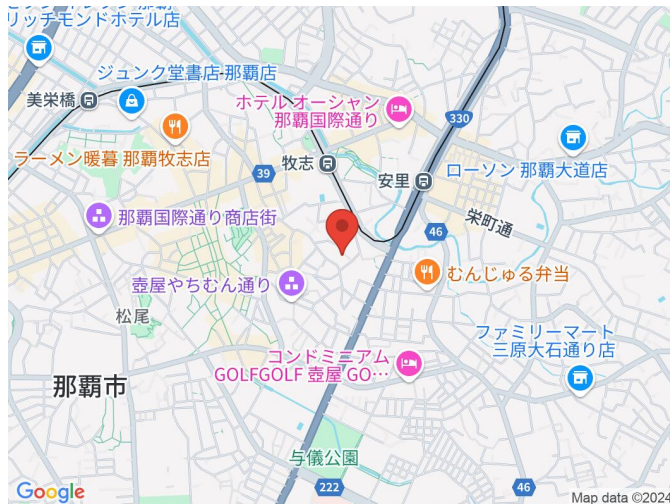 リッチモンドホテル
那覇国際通り
ジュンク堂書店 那覇店
美栄橋
ホテル オーシャン
那覇国際通り
330
ラーメン暖暮 那覇牧志店
牧志
ローソン 那覇大道店
39
安里
那覇国際通り商店街
栄町通
46
壺屋やちむん通り
むんじゅる弁当
松尾
ファミリーマート
三原大石通り店
コンドミニアム
GOLFGOLF 壺屋 GO…
那覇市
与儀公園
222
46
Google
Map data ©2024